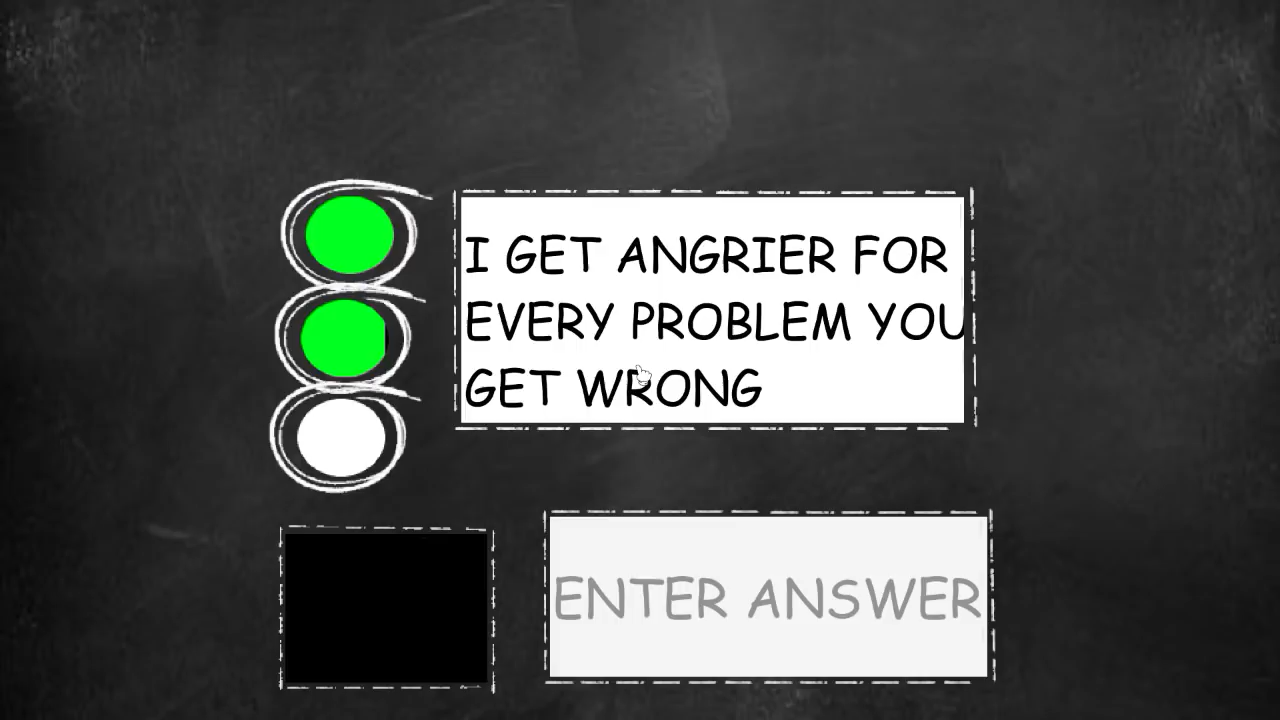 I GET ANGRIER FOR
EVERY PROBLEM YOU
GET WRONG
ENTER ANSWER